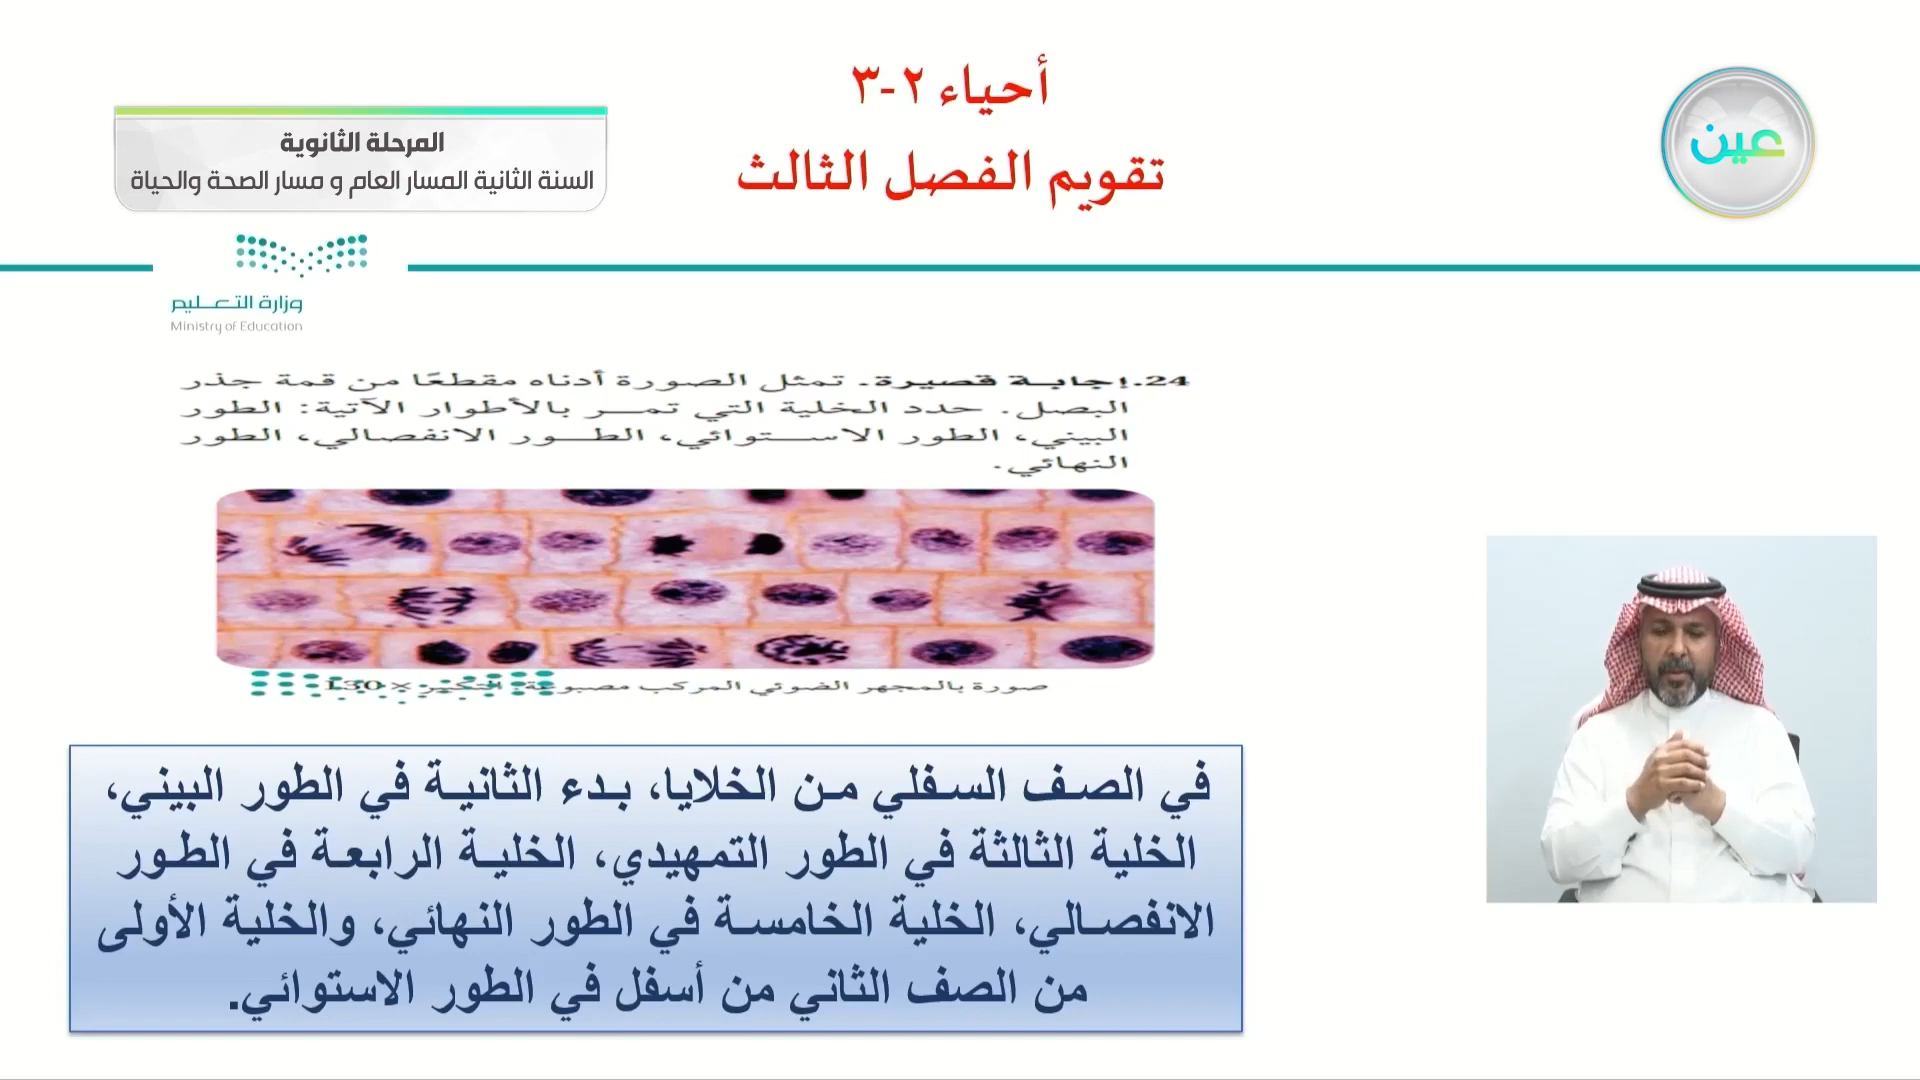 أحياء ٢-٣
تقويم الفصل الثالث
عين
المرحلة الثانوية
السنة الثانية المسار العام و مسار الصحة والحياة
وزارة التعليم
Ministry of Education
24.إجابة قصيرة. تمثل الصورة أدناه مقطعًا من قمة جذر
البصل. حدد الخلية التي تمر بالأطوار الآتية: الطور
البيني، الطور الاستوائي، الطور الانفصالي، الطور
النهائي.
صورة بالمجهر الضوئي المركب مصبوغة: التكبير × 130
في الصف السفلي من الخلايا، بدء الثانية في الطور البيني،
الخلية الثالثة في الطور التمهيدي، الخلية الرابعة في الطور
الانفصالي، الخلية الخامسة في الطور النهائي، والخلية الأولى
من الصف الثاني من أسفل في الطور الاستوائي.